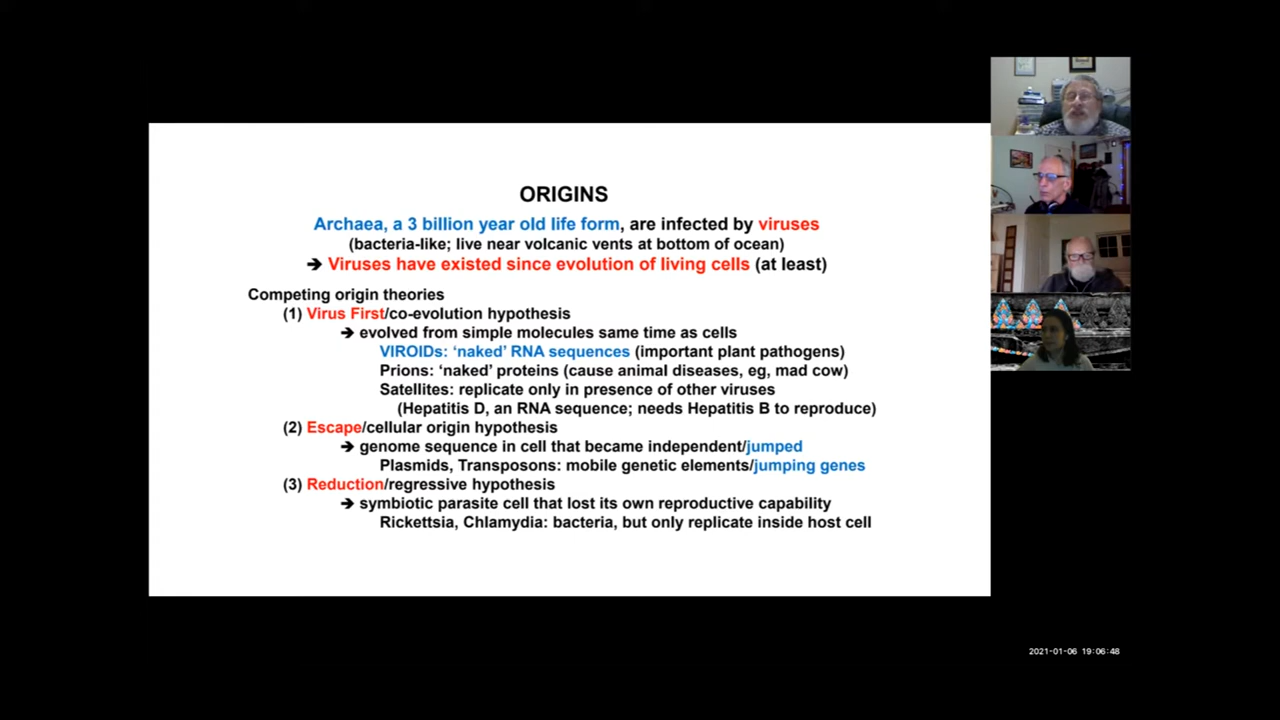 ORIGINS
Archaea, a 3 billion year old life form, are infected by viruses
(bacteria-like; live near volcanic vents at bottom of ocean)
➔ Viruses have existed since evolution of living cells (at least)
Competing origin theories
(1) Virus First/co-evolution hypothesis
➔ evolved from simple molecules same time as cells
VIROIDs: ‘naked’ RNA sequences (important plant pathogens)
Prions: ‘naked’ proteins (cause animal diseases, eg, mad cow)
Satellites: replicate only in presence of other viruses
(Hepatitis D, an RNA sequence; needs Hepatitis B to reproduce)
(2) Escape/cellular origin hypothesis
➔ genome sequence in cell that became independent/jumped
Plasmids, Transposons: mobile genetic elements/jumping genes
(3) Reduction/regressive hypothesis
➔ symbiotic parasite cell that lost its own reproductive capability
Rickettsia, Chlamydia: bacteria, but only replicate inside host cell
2021-01-06 19:06:48